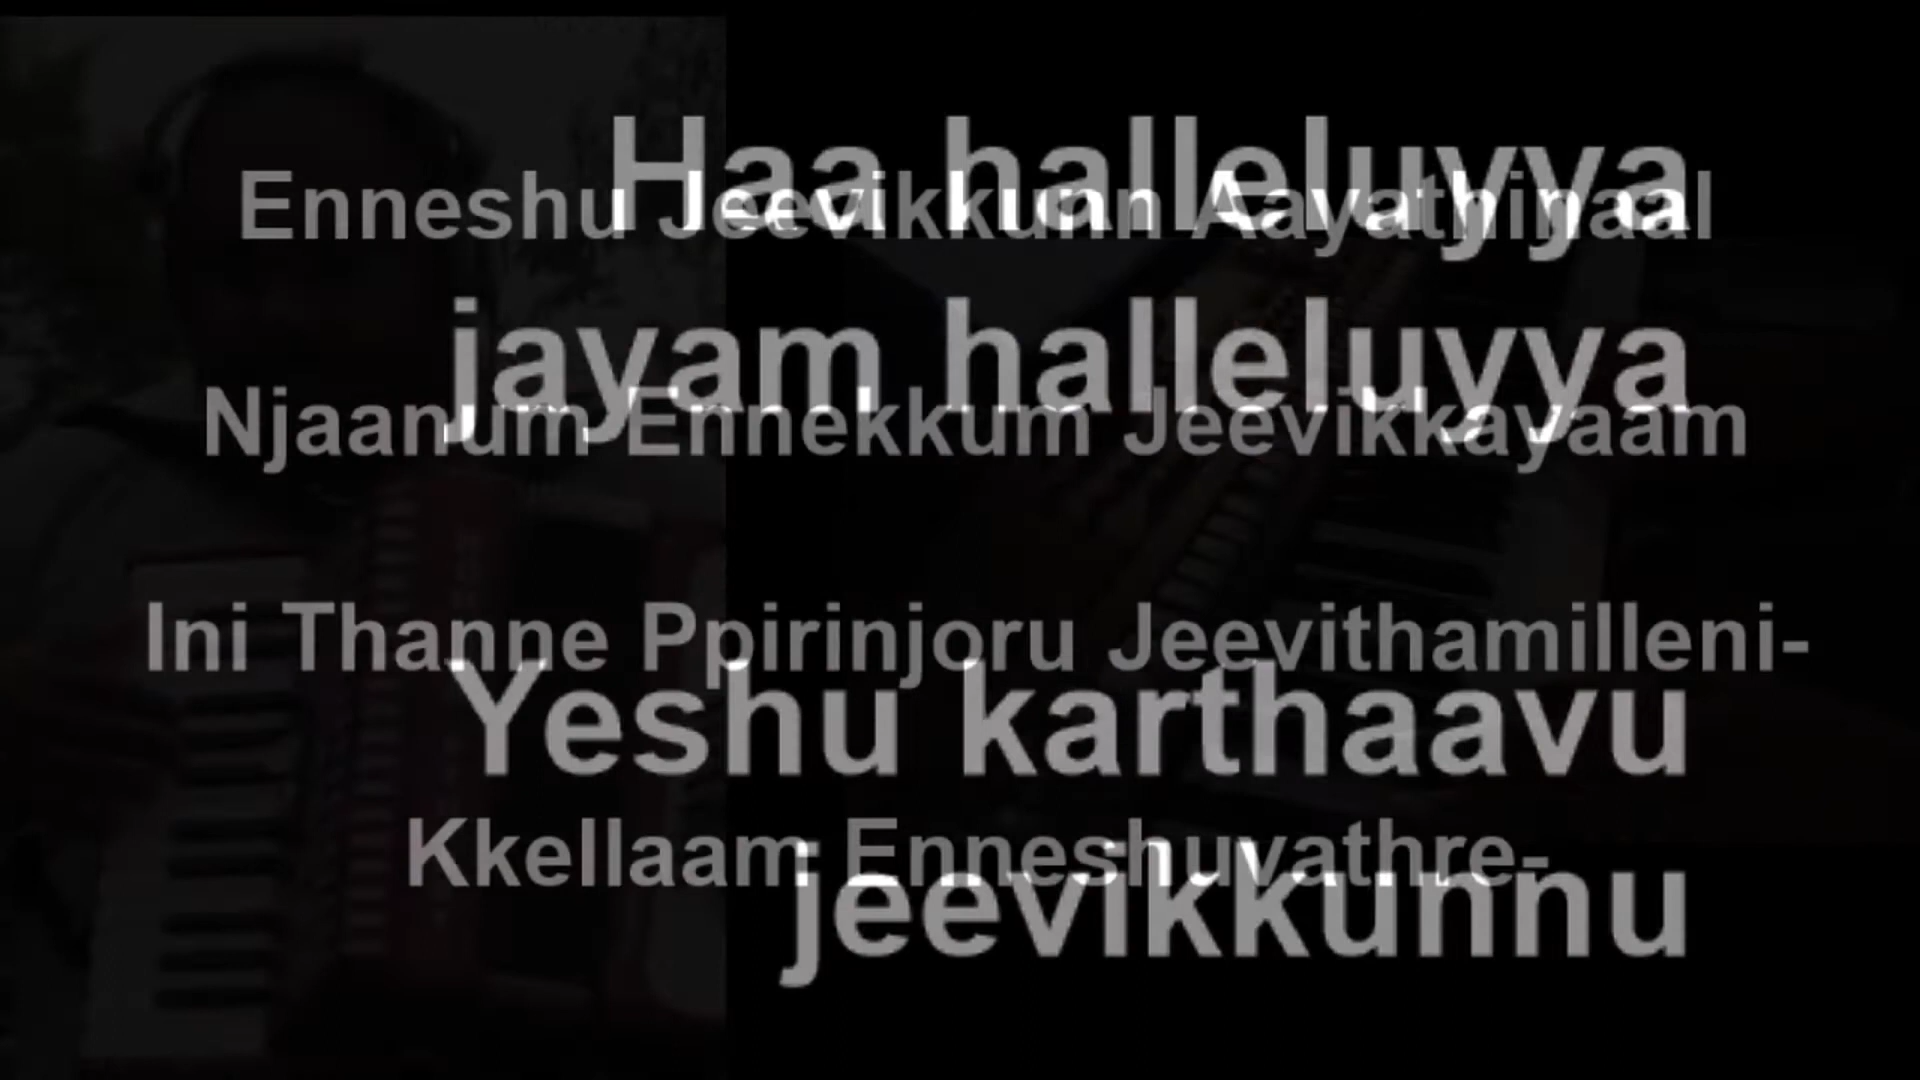 Haa halleluyya
Enneshu Jeevikkunn Aayathinaal
jayam halleluyya
Njaanum Ennekkum Jeevikkayaam
Ini Thanne Ppirinjoru Jeevithamilleni-
Yeshu karthaavu
Kkellaam Enneshuvathre-
jeevikkunnu